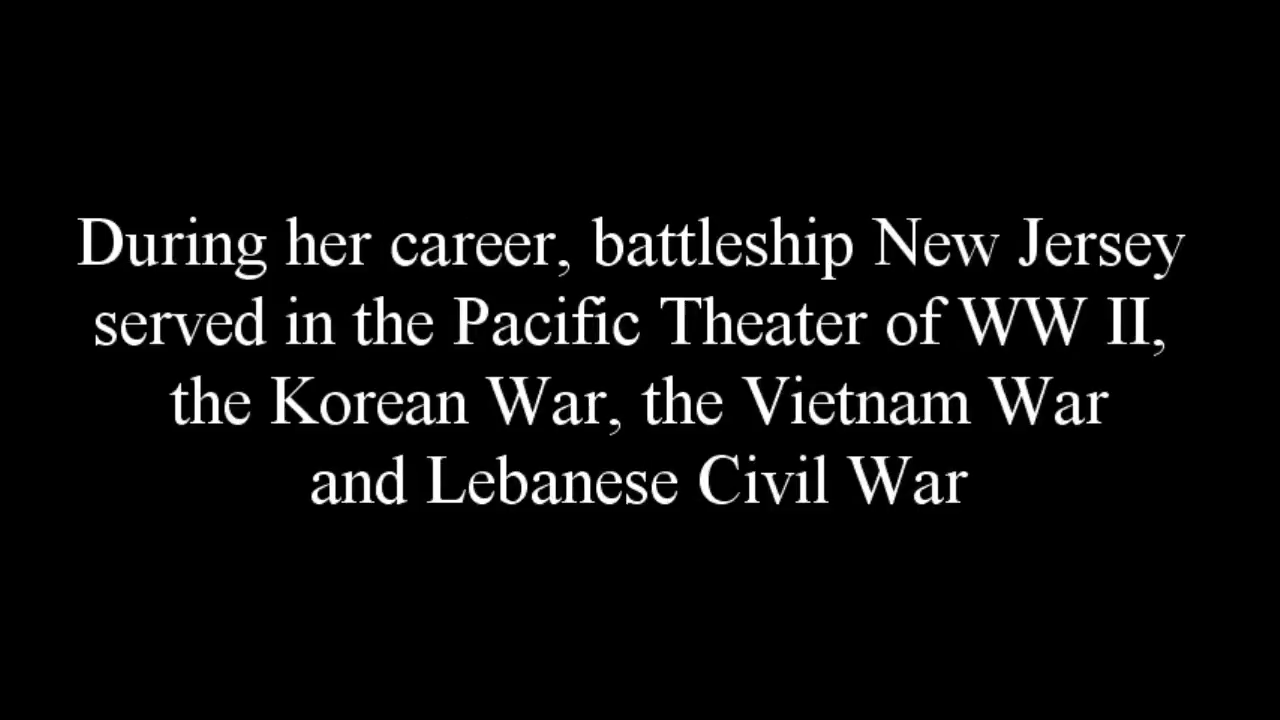 During her career, battleship New Jersey
served in the Pacific Theater of WW II,
the Korean War, the Vietnam War
and Lebanese Civil War